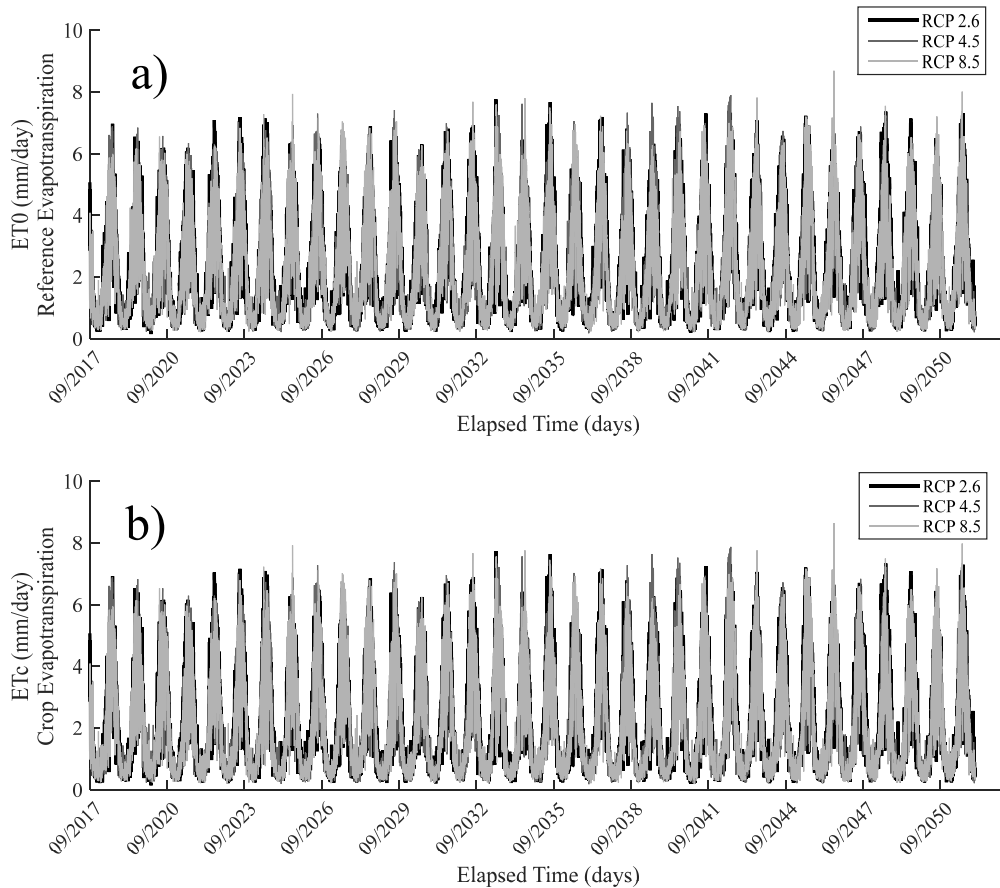 a)
RCP 2.6
RCP 4.5
RCP 8.5
ET0 (mm/day)
Reference Evapotranspiration
10
8
6
4
2
0
09/2017
09/2020
09/2023
09/2026
09/2029
09/2032
09/2035
09/2038
09/2041
09/2044
09/2047
09/2050
Elapsed Time (days)
b)
RCP 2.6
RCP 4.5
RCP 8.5
ETc (mm/day)
Crop Evapotranspiration
10
8
6
4
2
0
09/2017
09/2020
09/2023
09/2026
09/2029
09/2032
09/2035
09/2038
09/2041
09/2044
09/2047
09/2050
Elapsed Time (days)